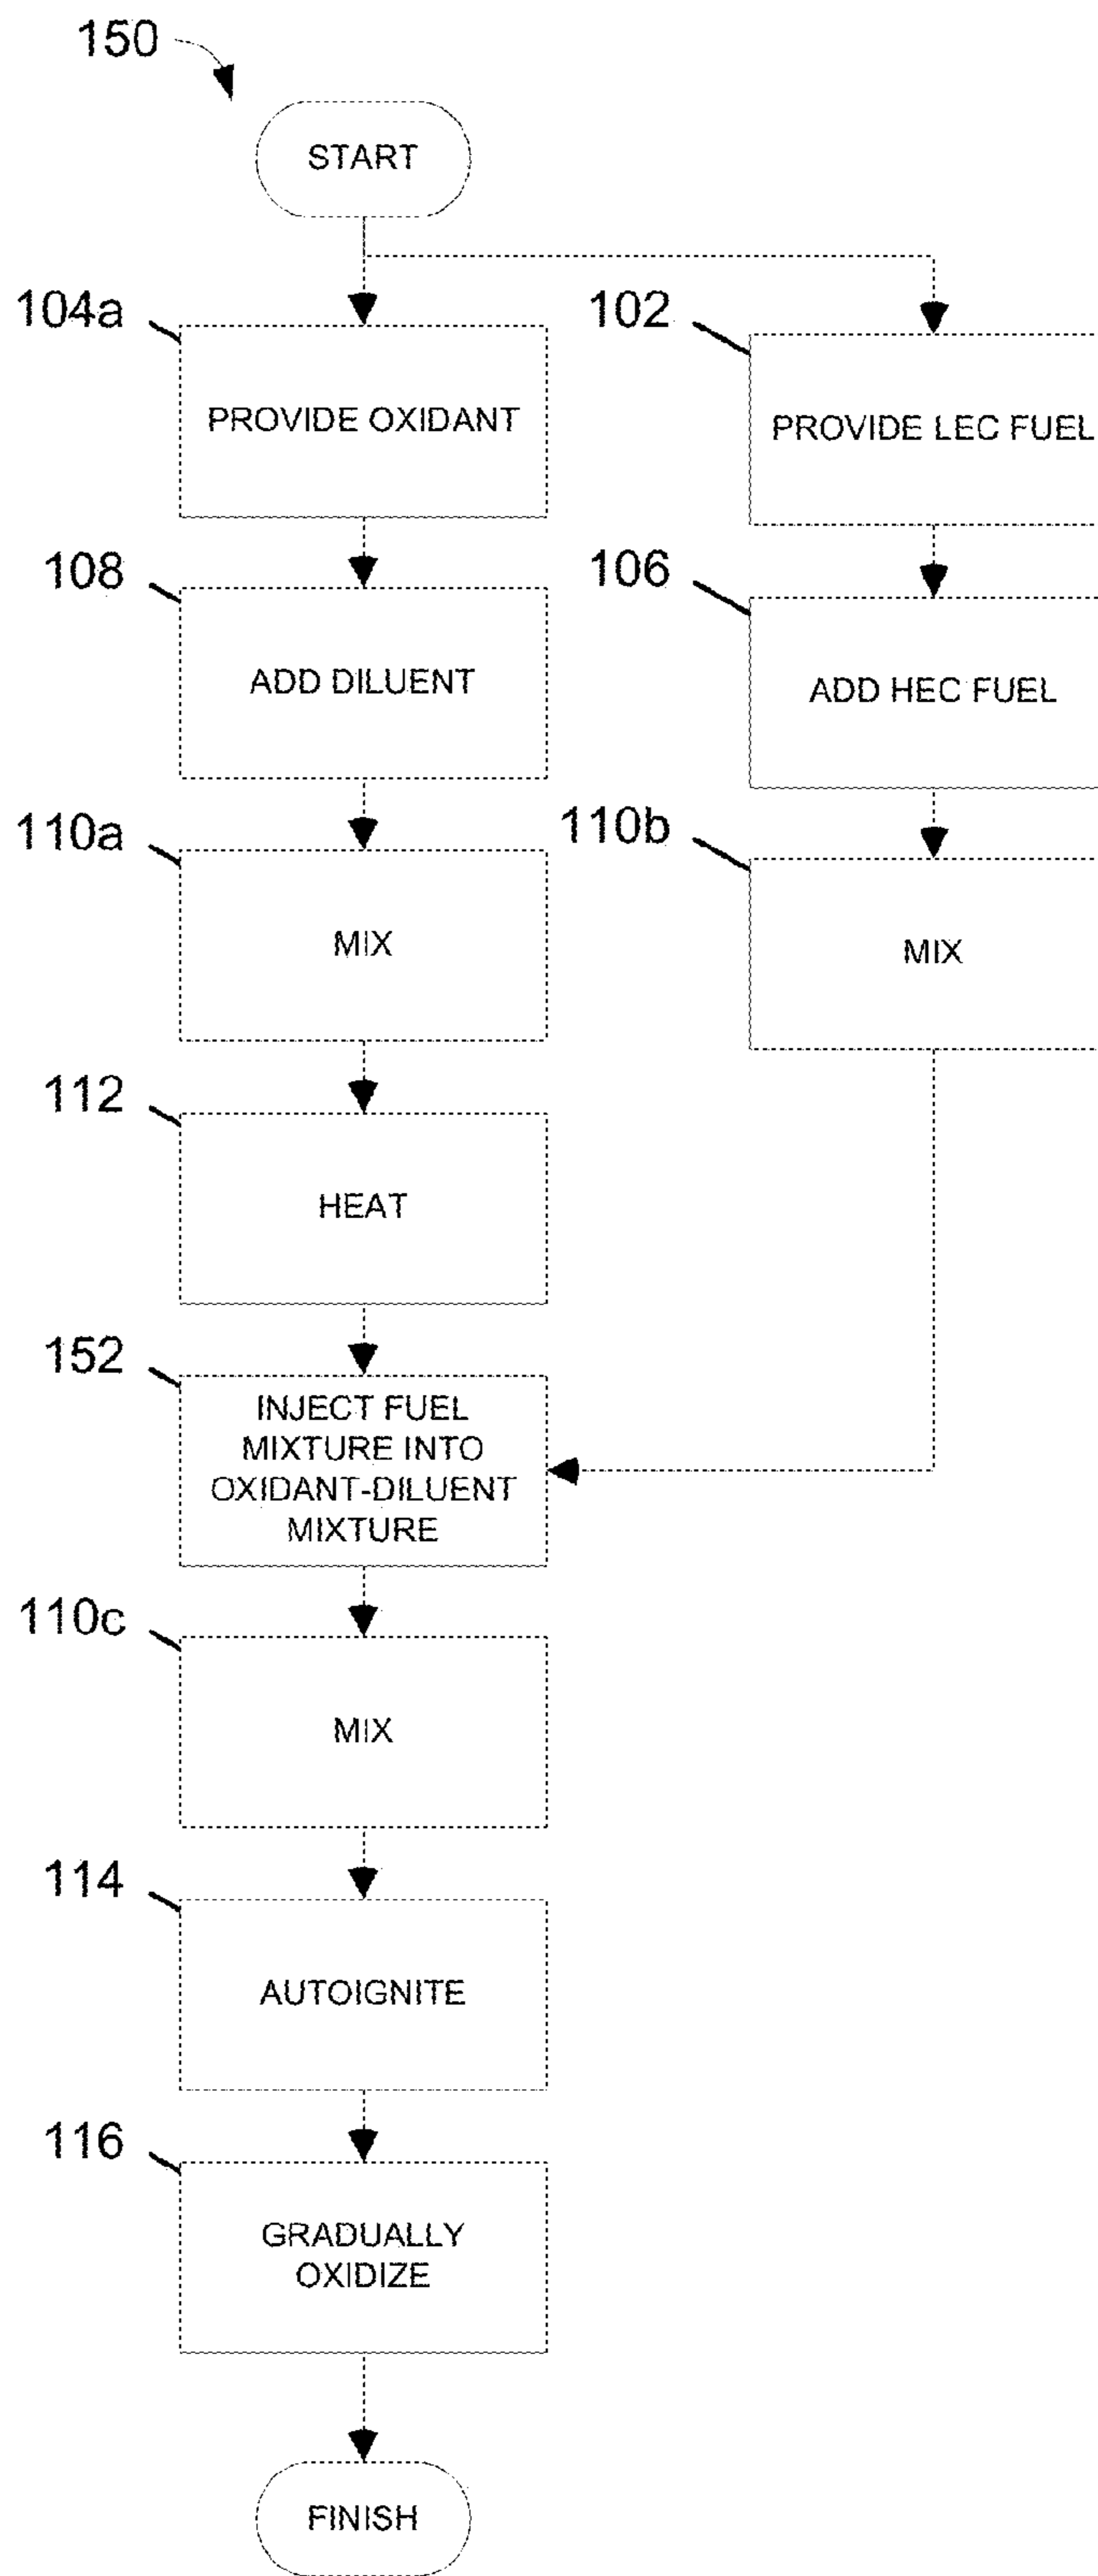 150
START
104a
PROVIDE OXIDANT
102
PROVIDE LEC FUEL
108
ADD DILUENT
106
ADD HEC FUEL
110a
MIX
110b
MIX
112
HEAT
152
INJECT FUEL
MIXTURE INTO
OXIDANT-DILUENT
MIXTURE
110c
MIX
114
AUTOIGNITE
116
GRADUALLY
OXIDIZE
FINISH